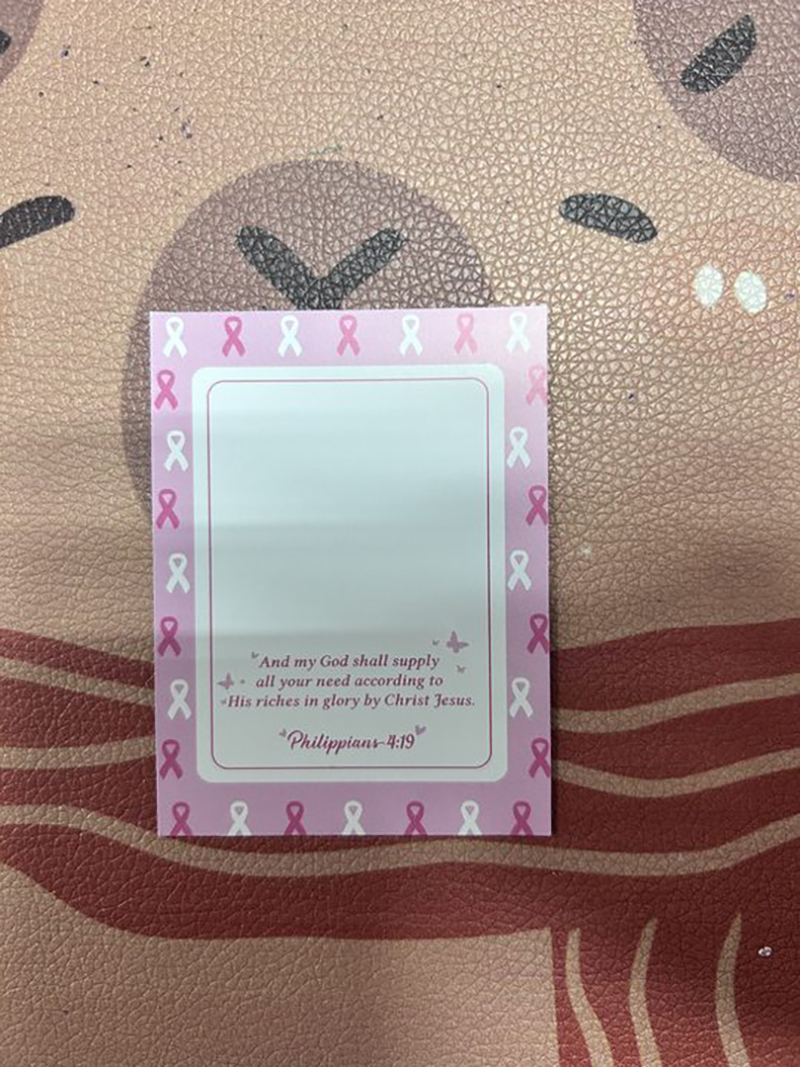 And my God shall supply
all your need according to
His riches in glory by Christ Jesus.
Philippians 4:19